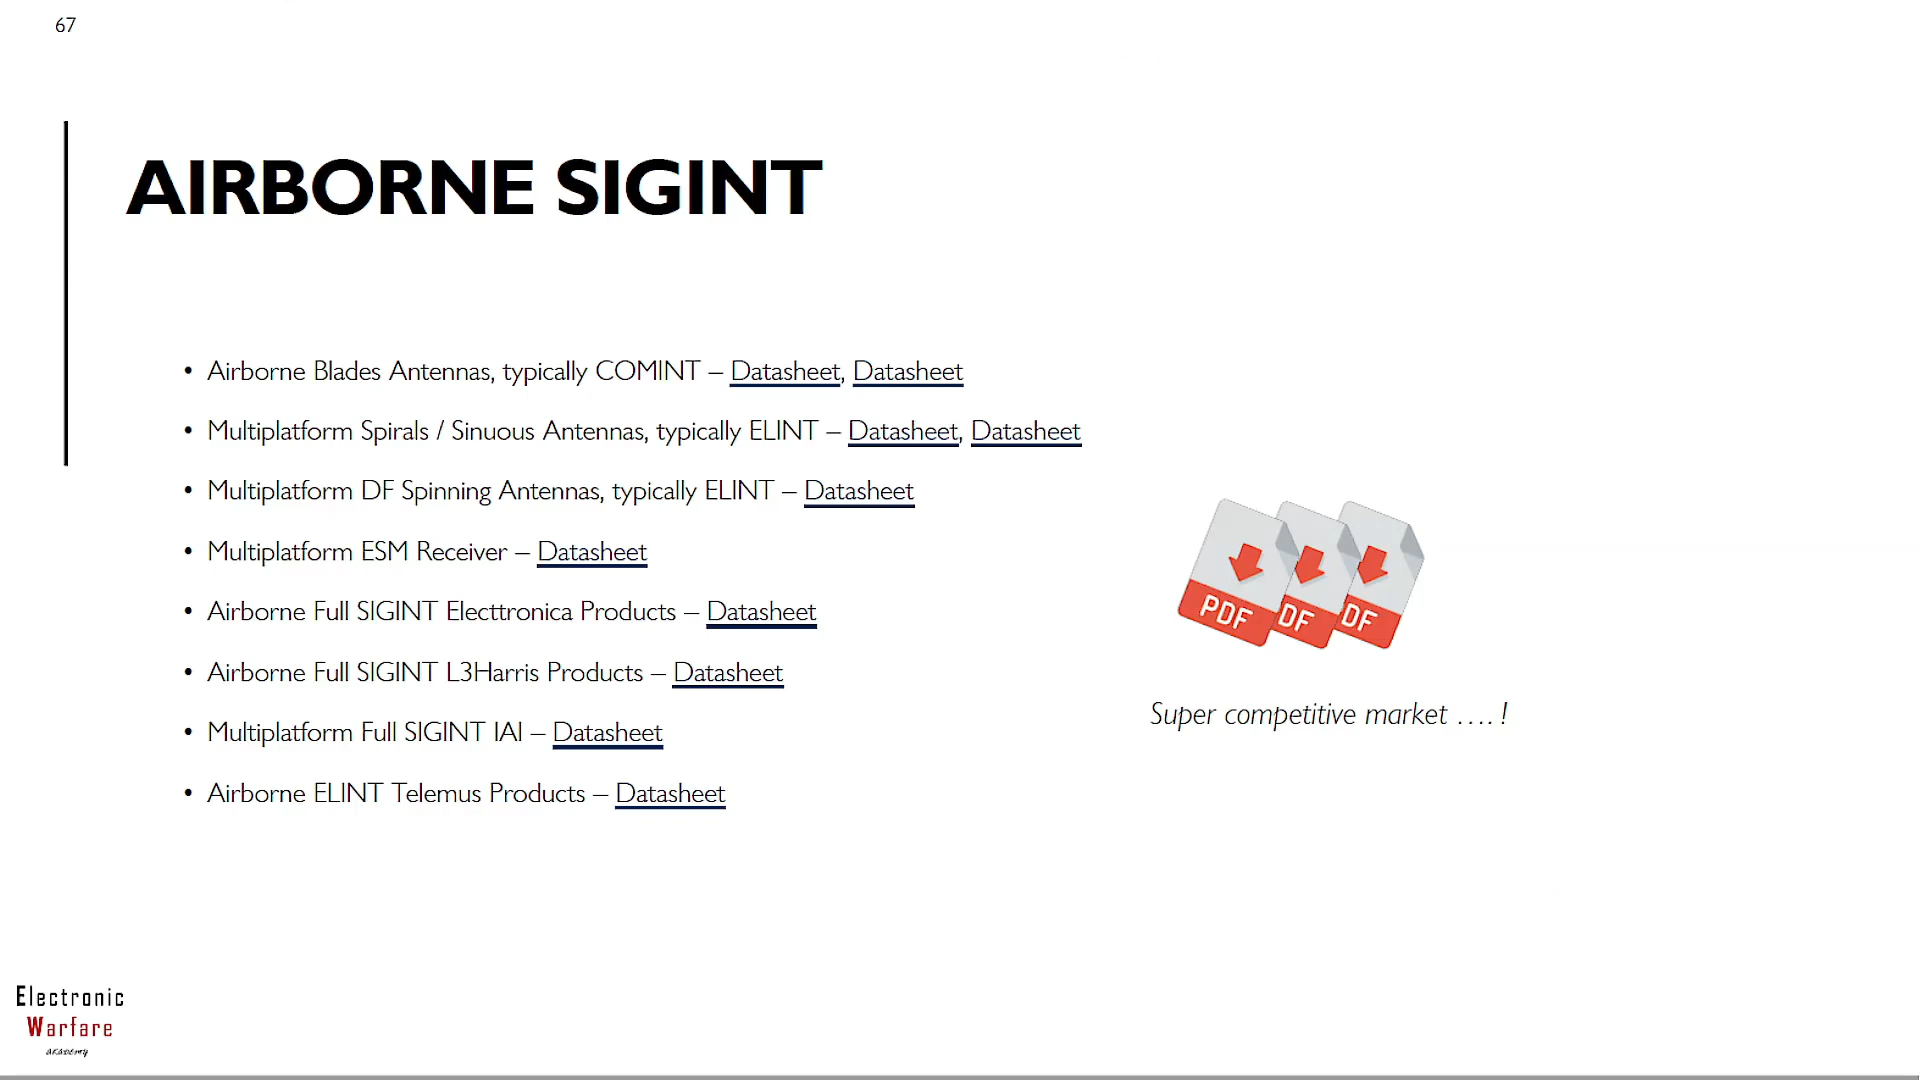 67
AIRBORNE SIGINT
• Airborne Blades Antennas, typically COMINT – Datasheet, Datasheet
• Multiplatform Spirals / Sinuous Antennas, typically ELINT – Datasheet, Datasheet
• Multiplatform DF Spinning Antennas, typically ELINT – Datasheet
• Multiplatform ESM Receiver – Datasheet
• Airborne Full SIGINT Electtronica Products – Datasheet
• Airborne Full SIGINT L3Harris Products – Datasheet
• Multiplatform Full SIGINT IAI – Datasheet
• Airborne ELINT Telemus Products – Datasheet
PDF DF DF
Super competitive market …. !
Electronic
Warfare
academy